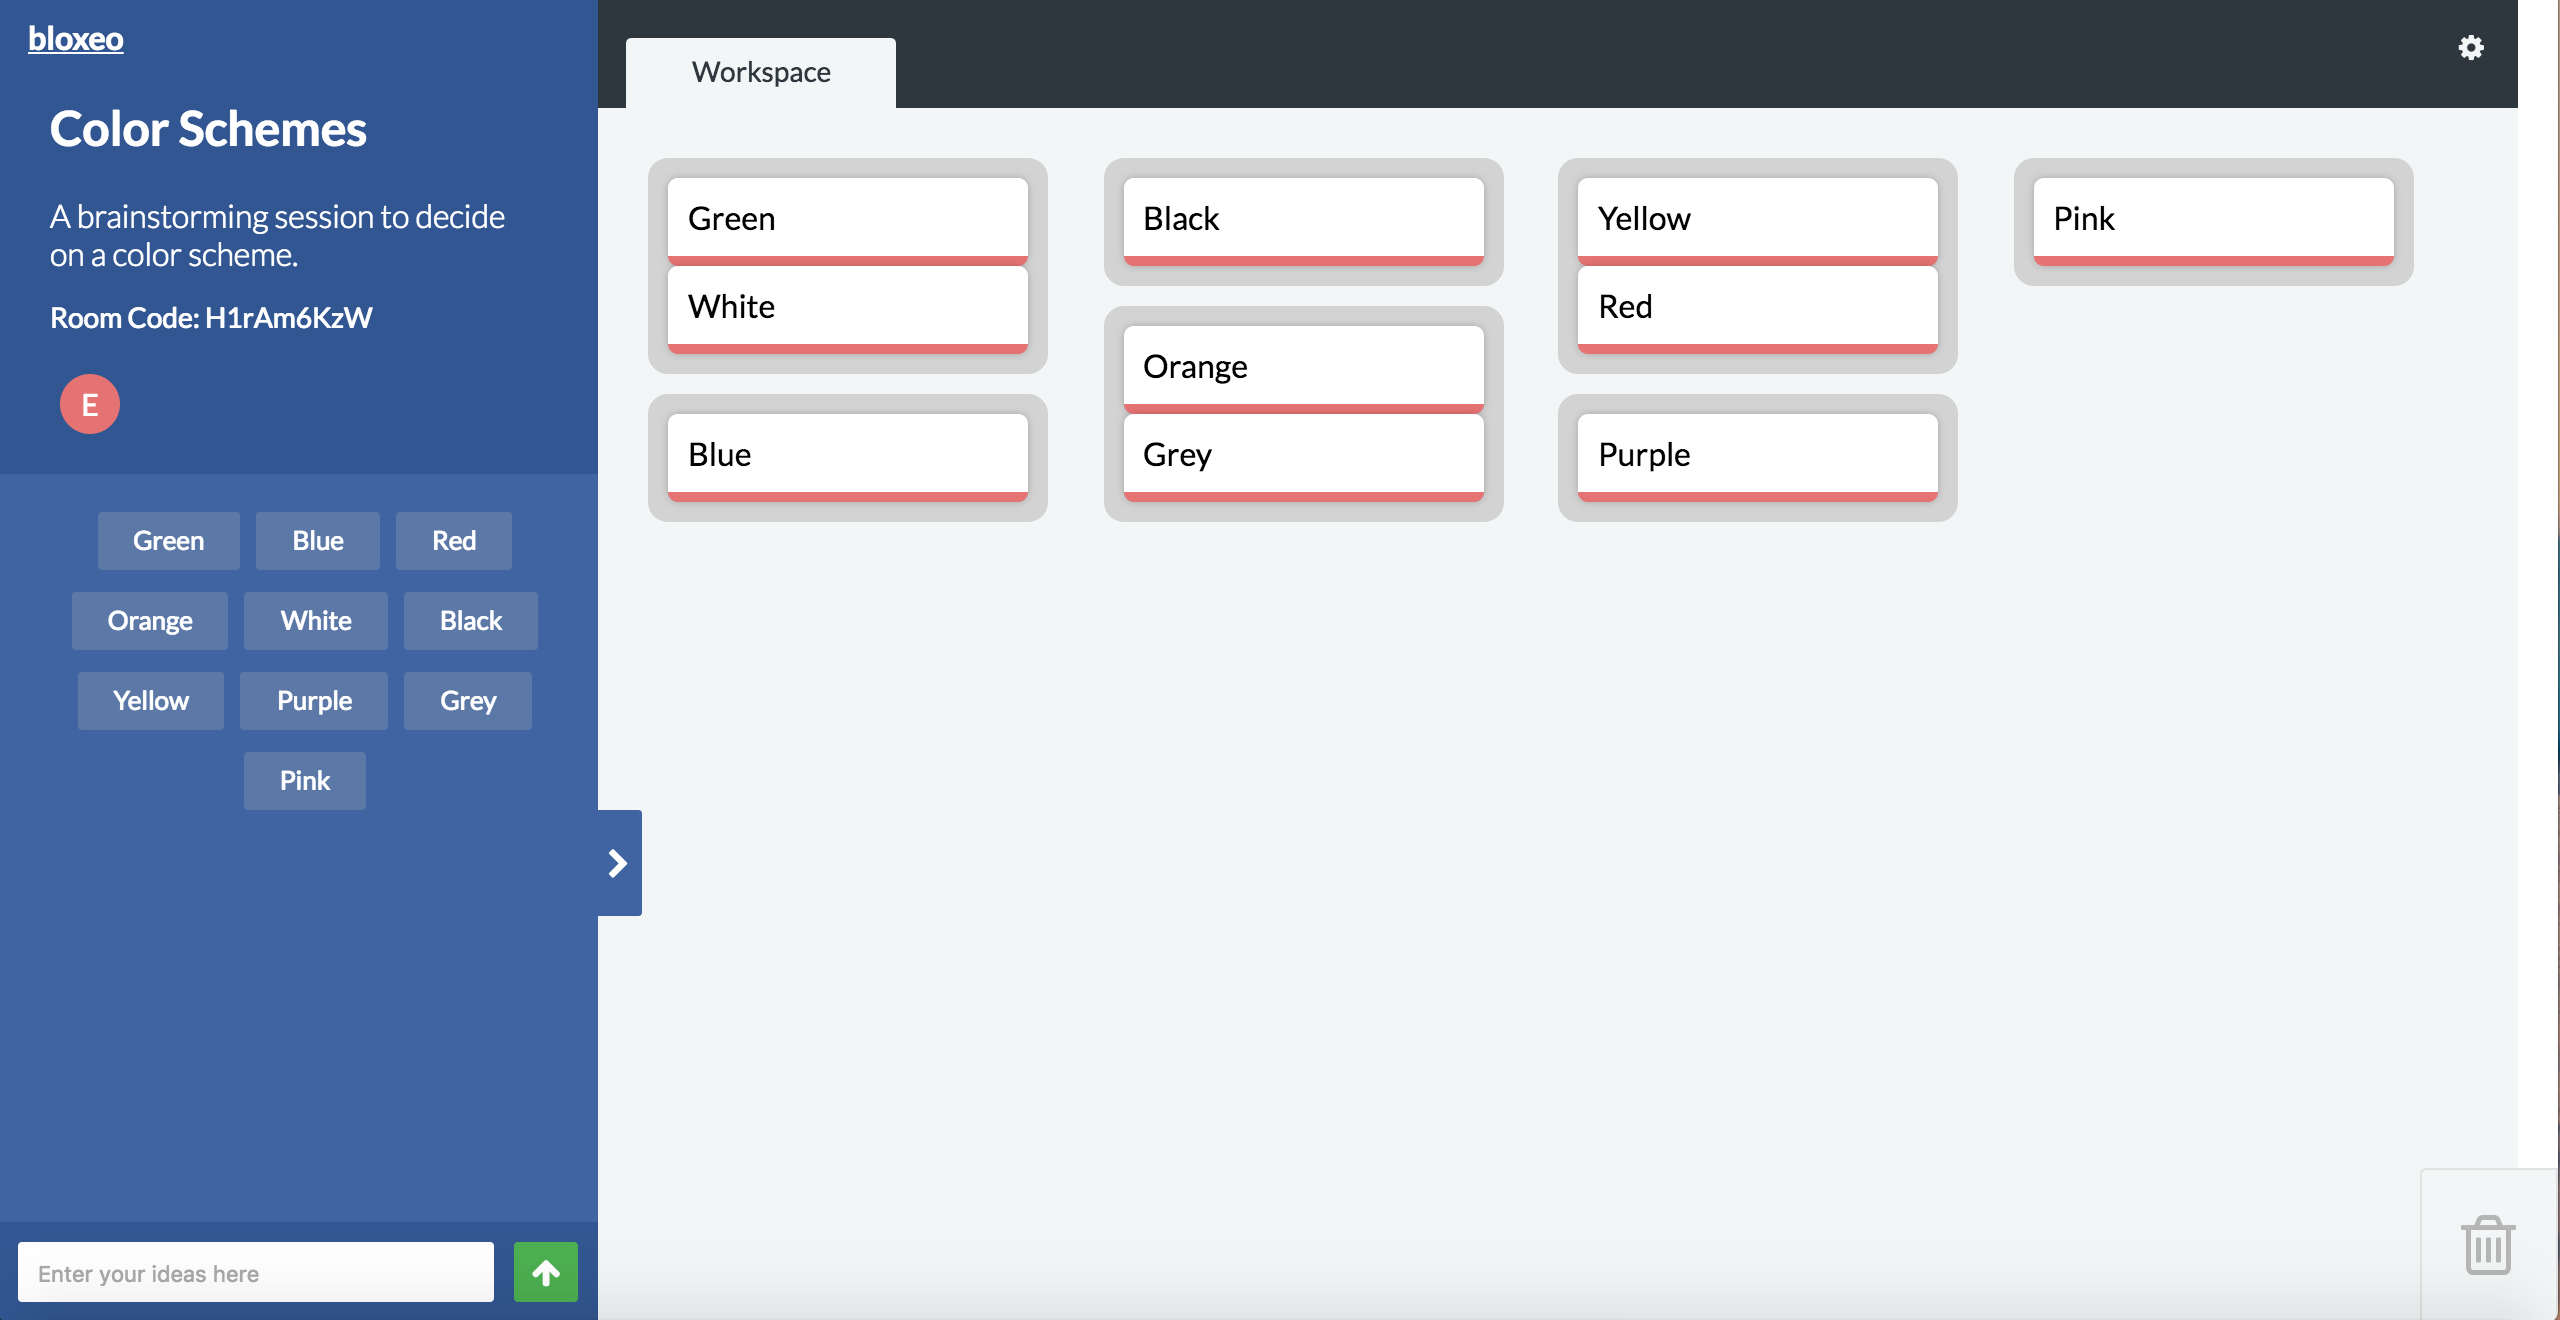 bloxeo
Color Schemes
A brainstorming session to decide
on a color scheme.
Room Code: H1rAm6KzW
E
Green
Blue
Red
Orange
White
Black
Yellow
Purple
Grey
Pink
Enter your ideas here
Workspace
Green
White
Blue
Black
Orange
Grey
Yellow
Red
Purple
Pink